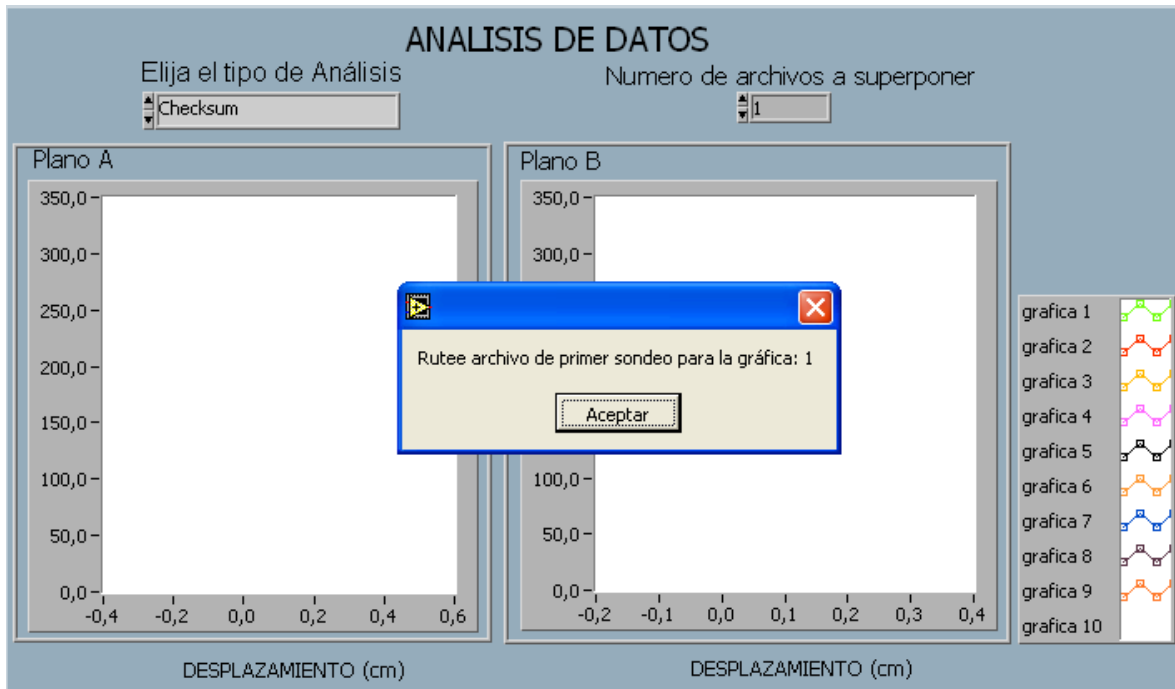 ANALISIS DE DATOS
Elija el tipo de Análisis
Numero de archivos a superponer
Checksum
1
Plano A
350,0
300,0
250,0
200,0
150,0
100,0
50,0
0,0
-0,4 -0,2 0,0 0,2 0,4 0,6
DESPLAZAMIENTO (cm)
Plano B
350,0
300,0
100,0
50,0
0,0
-0,2 -0,1 0,0 0,1 0,2 0,3 0,4
DESPLAZAMIENTO (cm)
Rutee archivo de primer sondeo para la gráfica: 1
Aceptar
grafica 1
grafica 2
grafica 3
grafica 4
grafica 5
grafica 6
grafica 7
grafica 8
grafica 9
grafica 10